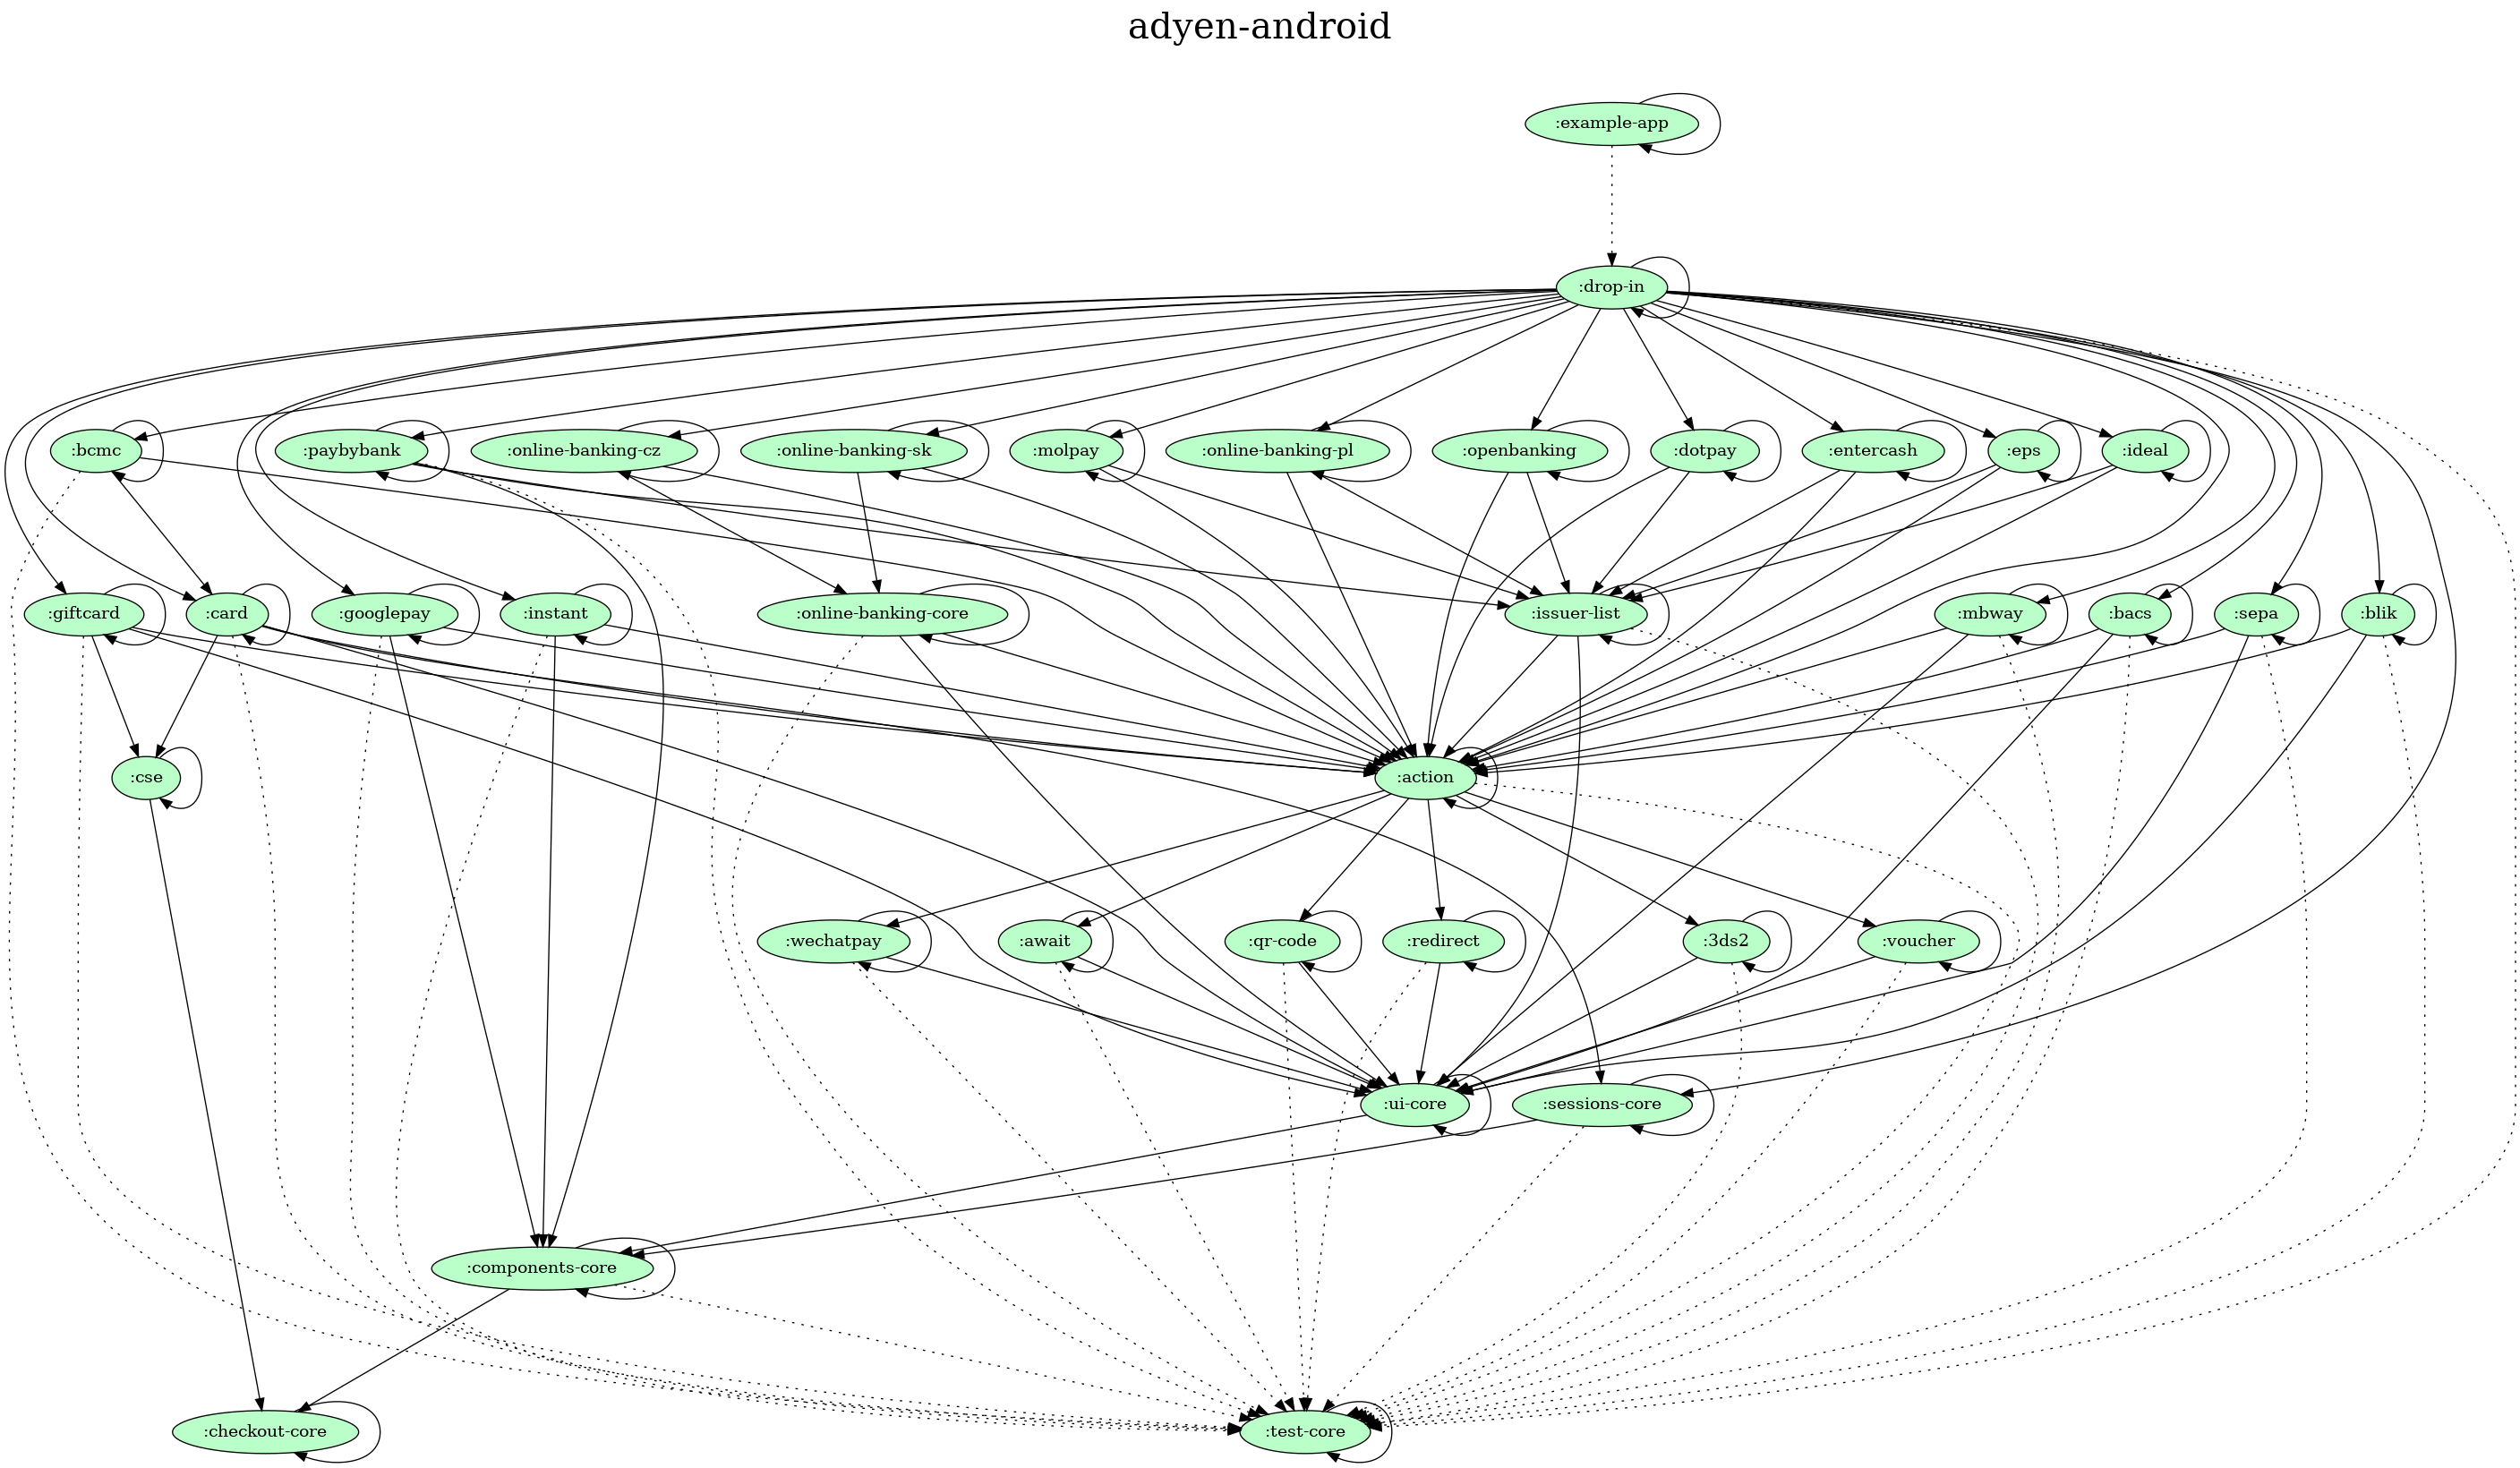 adyen-android
:example-app
:drop-in
:bcmc
:paybybank
:online-banking-cz
:online-banking-sk
:molpay
:online-banking-pl
:openbanking
:dotpay
:entercash
:eps
:ideal
:giftcard
:card
:googlepay
:instant
:online-banking-core
:issuer-list
:mbway
:bacs
:sepa
:blik
:cse
:action
:wechatpay
:await
:qr-code
:redirect
:3ds2
:voucher
:ui-core
:sessions-core
:components-core
:checkout-core
:test-core